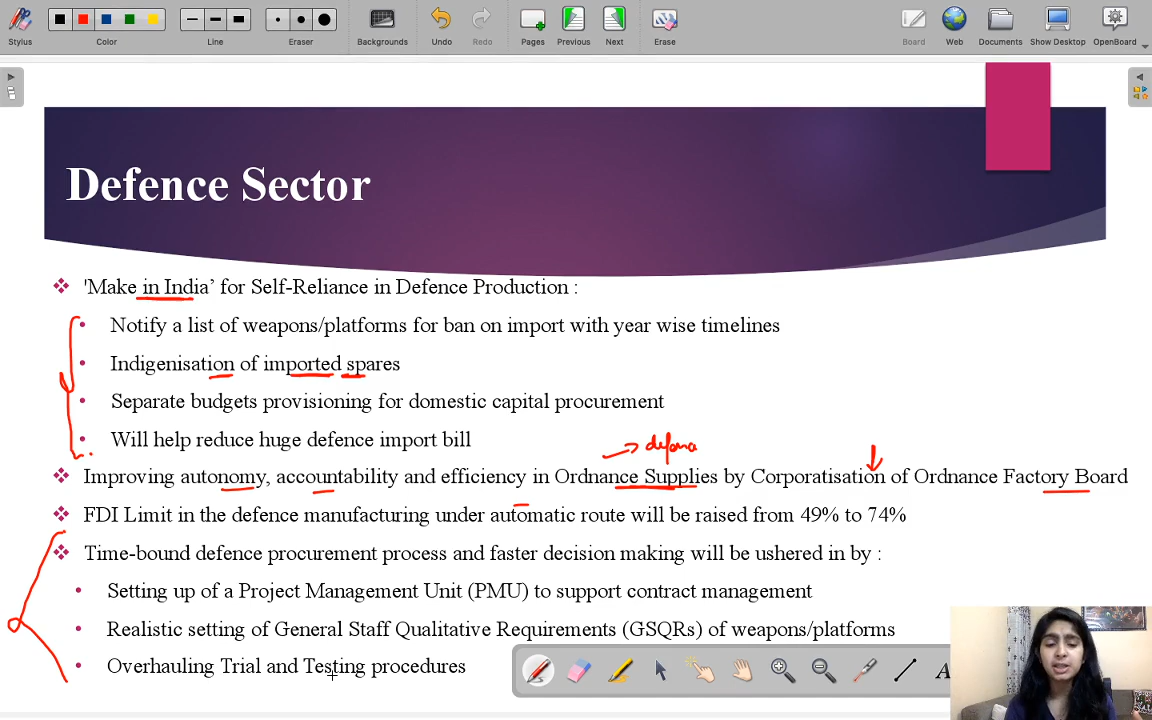 Stylus Color Line Eraser Backgrounds Undo Redo Pages Previous Next Erase Board Web Documents Show Desktop OpenBoard
Defence Sector
'Make in India’ for Self-Reliance in Defence Production :
Notify a list of weapons/platforms for ban on import with year wise timelines
Indigenisation of imported spares
Separate budgets provisioning for domestic capital procurement
Will help reduce huge defence import bill
Improving autonomy, accountability and efficiency in Ordnance Supplies by Corporatisation of Ordnance Factory Board
FDI Limit in the defence manufacturing under automatic route will be raised from 49% to 74%
Time-bound defence procurement process and faster decision making will be ushered in by :
Setting up of a Project Management Unit (PMU) to support contract management
Realistic setting of General Staff Qualitative Requirements (GSQRs) of weapons/platforms
Overhauling Trial and Testing procedures
A